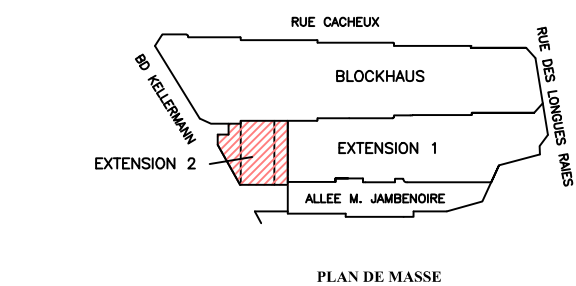 RUE CACHEUX
BD KELLERMANN
BLOCKHAUS
RUE DES LONGUES RAIES
EXTENSION 1
EXTENSION 2
ALLEE M. JAMBENOIRE
PLAN DE MASSE